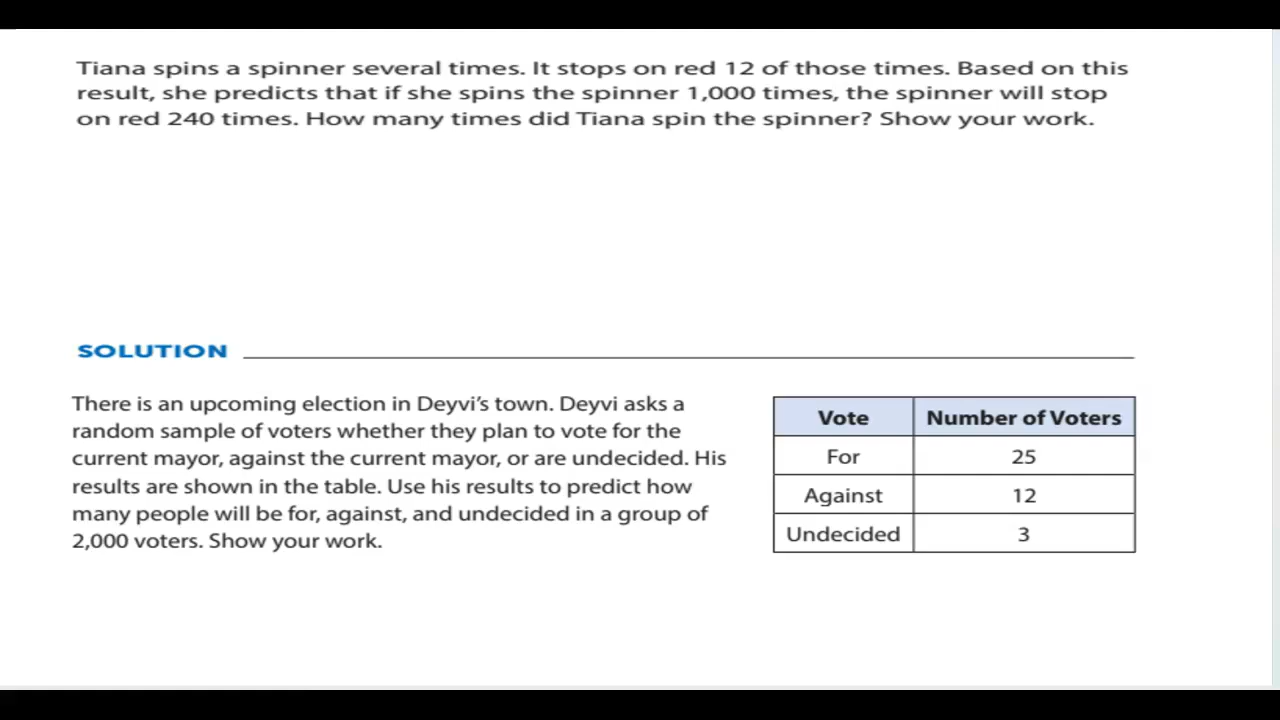 Tiana spins a spinner several times. It stops on red 12 of those times. Based on this
result, she predicts that if she spins the spinner 1,000 times, the spinner will stop
on red 240 times. How many times did Tiana spin the spinner? Show your work.
SOLUTION
There is an upcoming election in Deyvi’s town. Deyvi asks a
random sample of voters whether they plan to vote for the
current mayor, against the current mayor, or are undecided. His
results are shown in the table. Use his results to predict how
many people will be for, against, and undecided in a group of
2,000 voters. Show your work.
Vote Number of Voters
For 25
Against 12
Undecided 3